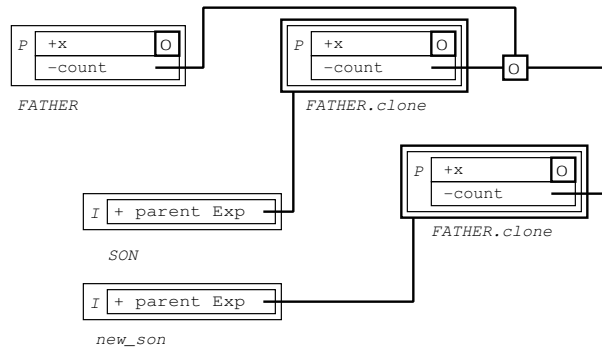 P +x O
-count
FATHER
P +x O
-count
FATHER.clone
O
P +x O
-count
FATHER.clone
I + parent Exp
SON
I + parent Exp
new_son